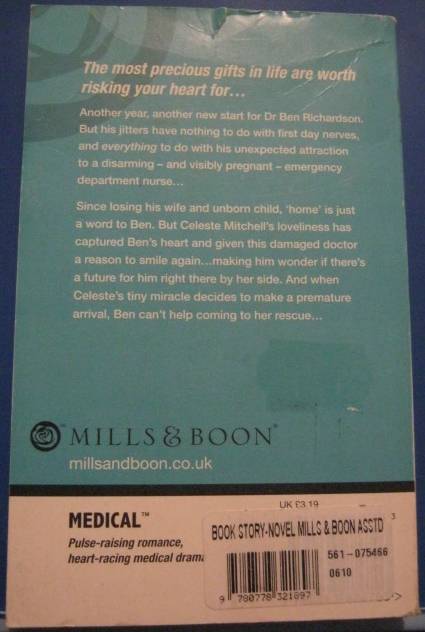 The most precious gifts in life are worth
risking your heart for...
Another year, another new start for Dr Ben Richardson.
But his jitters have nothing to do with first day nerves,
and everything to do with his unexpected attraction
to a disarming – and visibly pregnant – emergency
department nurse...
Since losing his wife and unborn child, 'home' is just
a word to Ben. But Celeste Mitchell's loveliness has
captured Ben's heart and given this damaged doctor
a reason to smile again...making him wonder if there's
a future for him right there by her side. And when
Celeste's tiny miracle decides to make a premature
arrival, Ben can't help coming to her rescue...
MILLS & BOON®
millsandboon.co.uk
MEDICAL™
Pulse-raising romance,
heart-racing medical drama
UK £3.19
BOOK STORY-NOVEL MILLS & BOON ASSTD
561-075466
0610
9 780778 321897
3
>